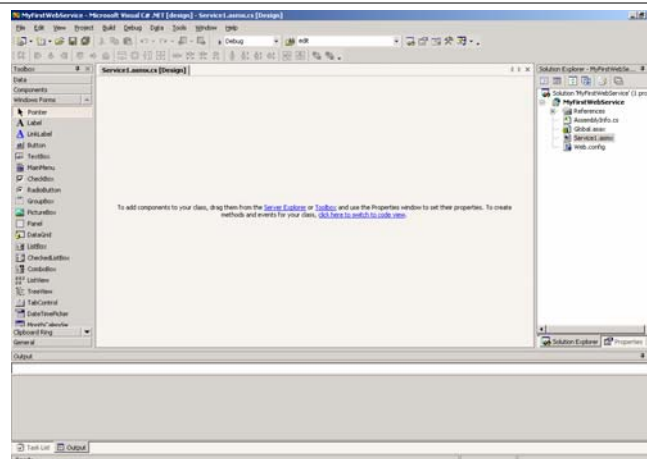 MyFirstWebService - Microsoft Visual C# .NET [design] - Service1.asmx.cs [Design]
File Edit View Project Build Debug Data Tools Window Help
Debug
Toolbox
Data
Components
Windows Forms
Pointer
Label
LinkLabel
Button
TextBox
MainMenu
CheckBox
RadioButton
GroupBox
PictureBox
Panel
DataGrid
ListBox
CheckedListBox
ComboBox
ListView
TreeView
TabControl
DateTimePicker
MonthCalendar
Clipboard Ring
General
Service1.asmx.cs [Design]
To add components to your class, drag them from the Server Explorer or Toolbox and use the Properties window to set their properties. To create
methods and events for your class, click here to switch to code view.
Solution Explorer - MyFirstWebSe...
Solution 'MyFirstWebService' (1 pro
MyFirstWebService
References
AssemblyInfo.cs
Global.asax
Service1.asmx
Web.config
Solution Explorer Properties
Output
Task List Output
Ready